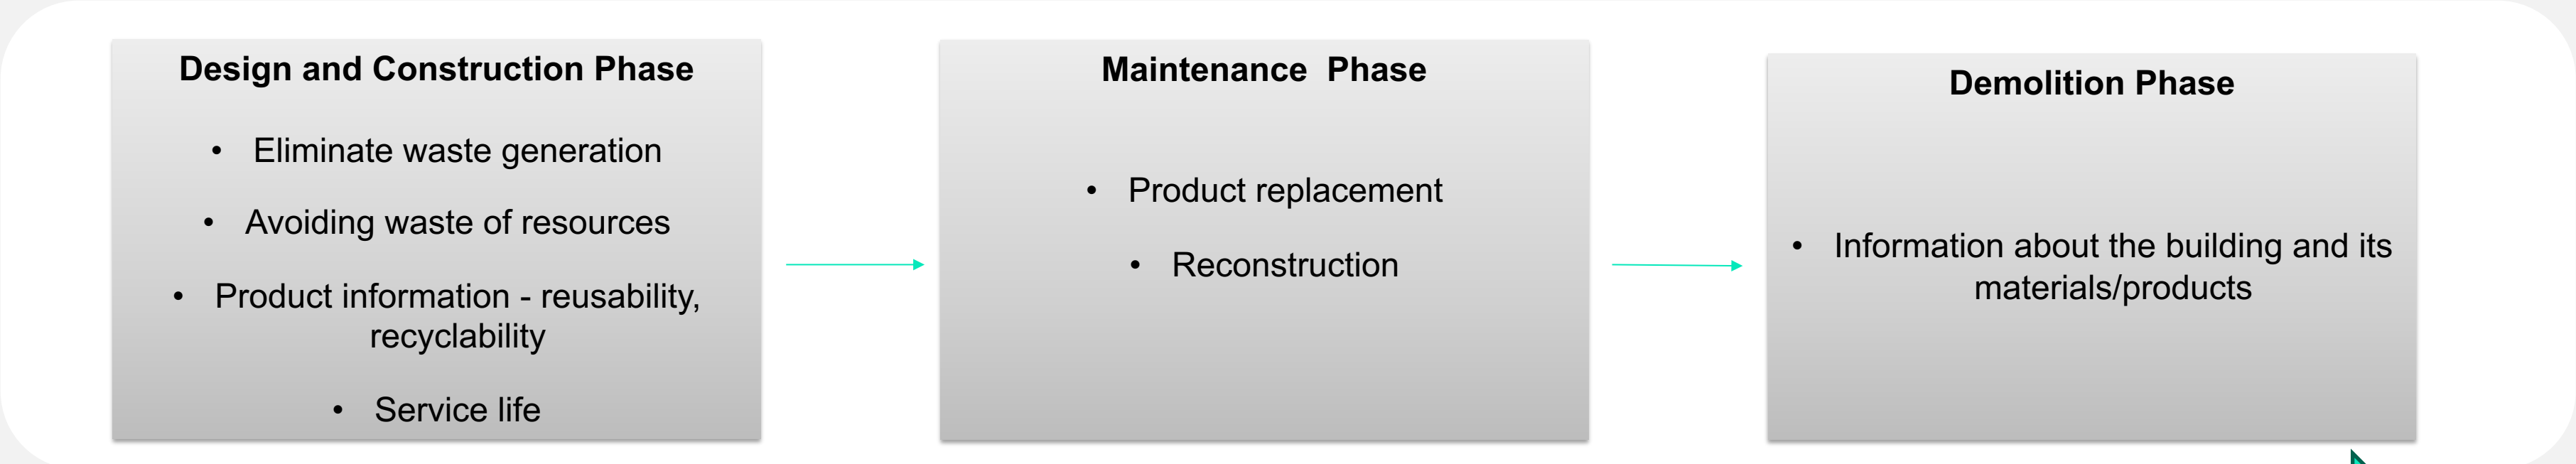 Design and Construction Phase
• Eliminate waste generation
• Avoiding waste of resources
• Product information - reusability,
recyclability
• Service life
Maintenance  Phase
• Product replacement
• Reconstruction
Demolition Phase
• Information about the building and its
materials/products